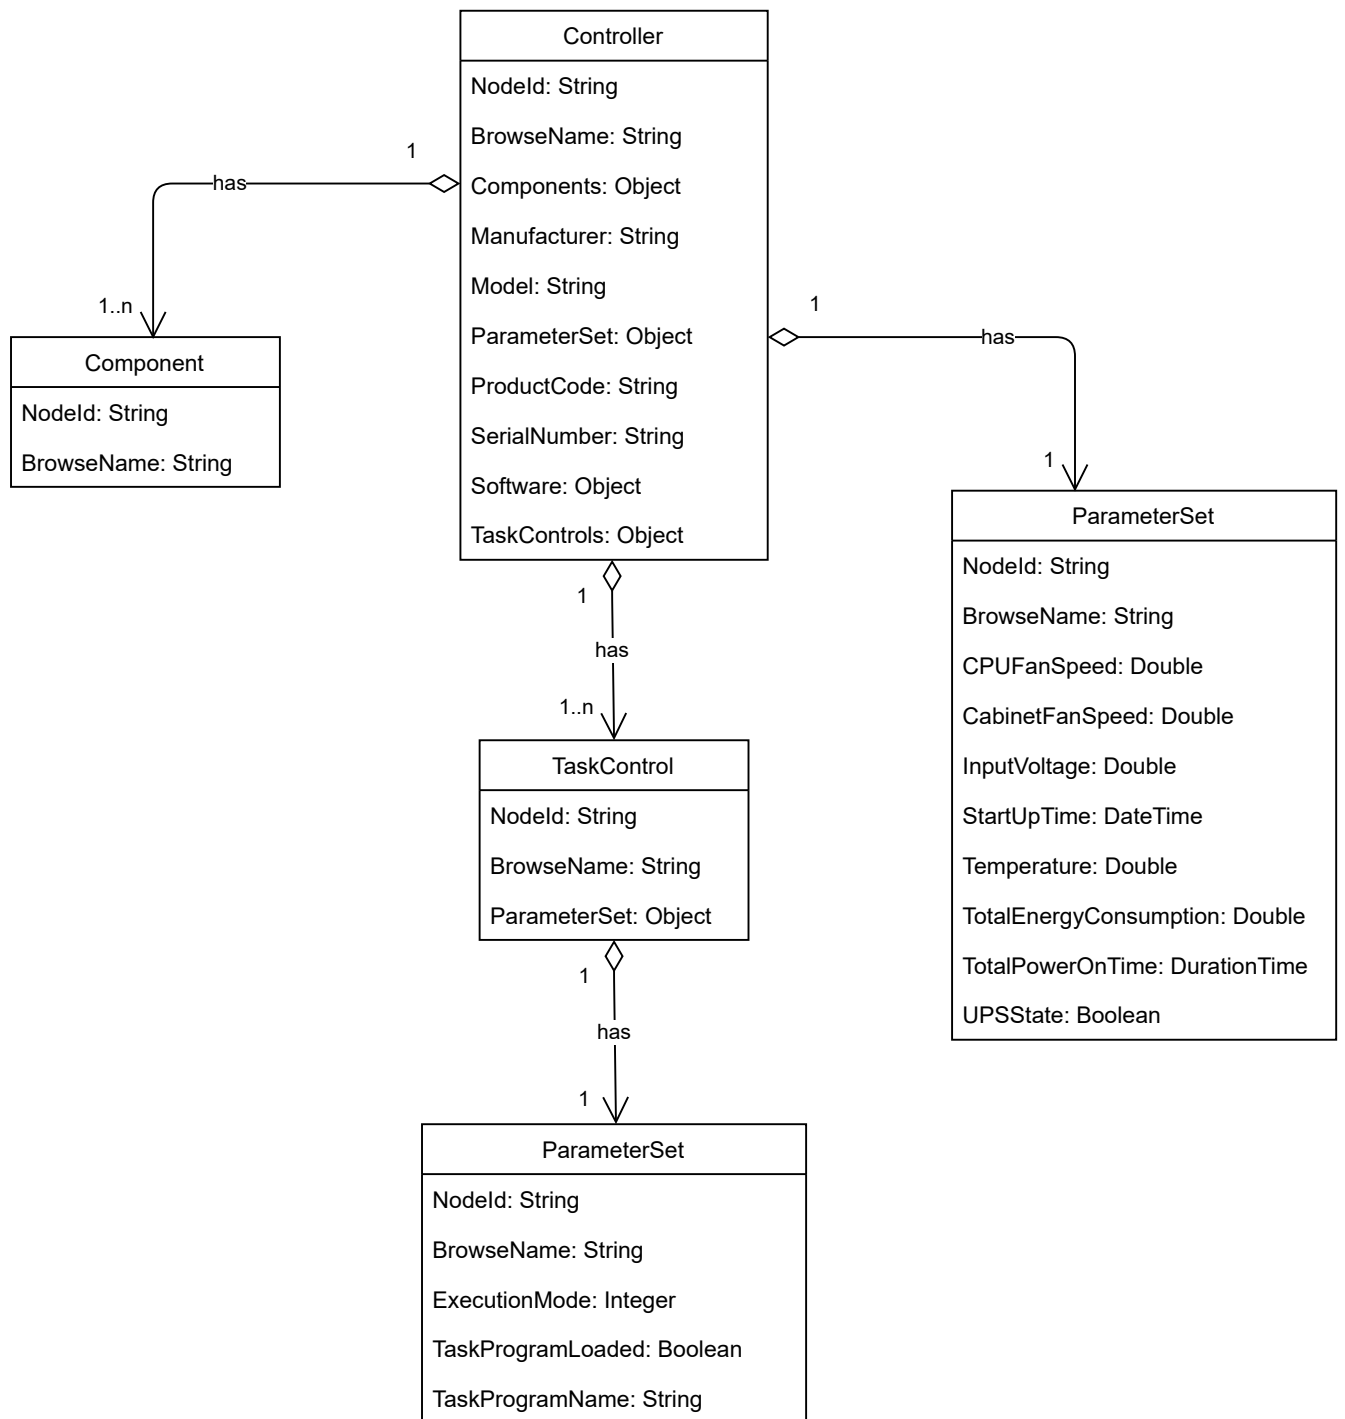 Controller
NodeId: String
BrowseName: String
Components: Object
Manufacturer: String
Model: String
ParameterSet: Object
ProductCode: String
SerialNumber: String
Software: Object
TaskControls: Object
1
has
1..n
Component
NodeId: String
BrowseName: String
1
has
1
ParameterSet
NodeId: String
BrowseName: String
CPUFanSpeed: Double
CabinetFanSpeed: Double
InputVoltage: Double
StartUpTime: DateTime
Temperature: Double
TotalEnergyConsumption: Double
TotalPowerOnTime: DurationTime
UPSState: Boolean
1
has
1..n
TaskControl
NodeId: String
BrowseName: String
ParameterSet: Object
1
has
1
ParameterSet
NodeId: String
BrowseName: String
ExecutionMode: Integer
TaskProgramLoaded: Boolean
TaskProgramName: String